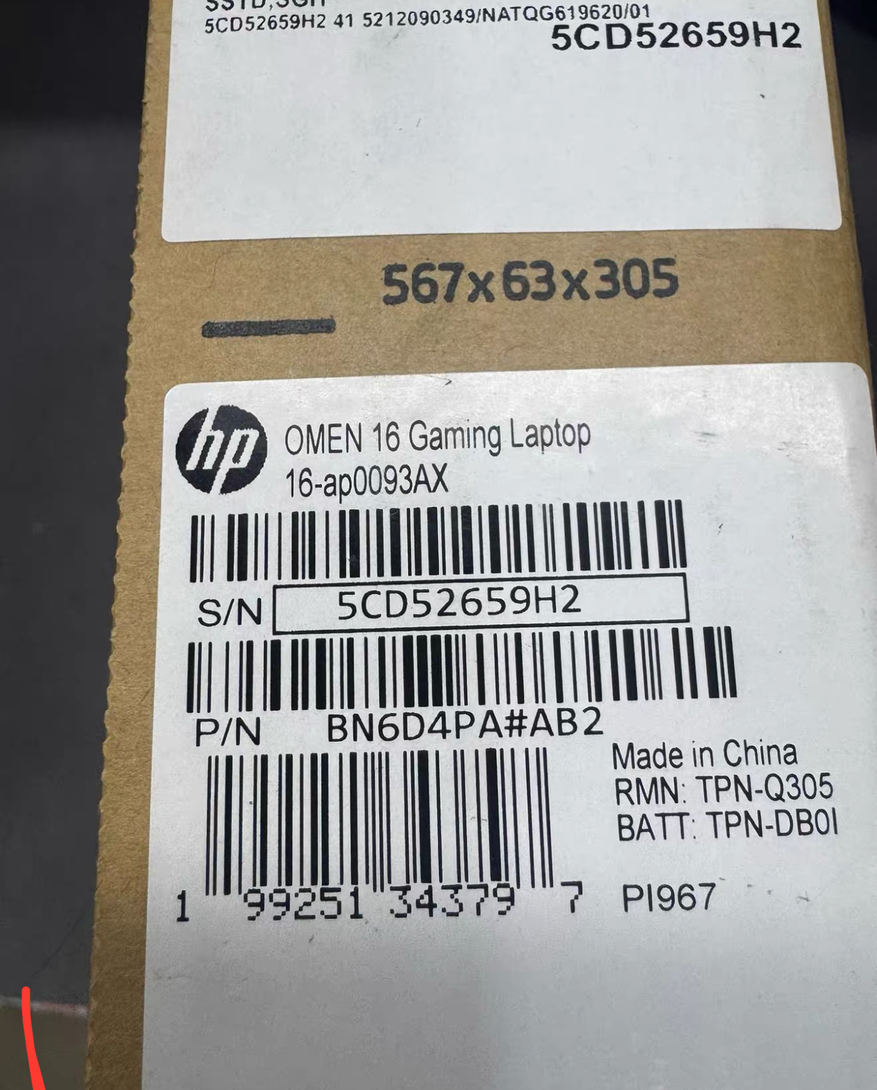 5CD52659H2 41 5212090349/NATQG619620/01
5CD52659H2
567x63x305
hp
OMEN 16 Gaming Laptop
16-ap0093AX
S/N 5CD52659H2
P/N BN6D4PA#AB2
Made in China
RMN: TPN-Q305
BATT: TPN-DB0I
1 99251 34379 7
PI967